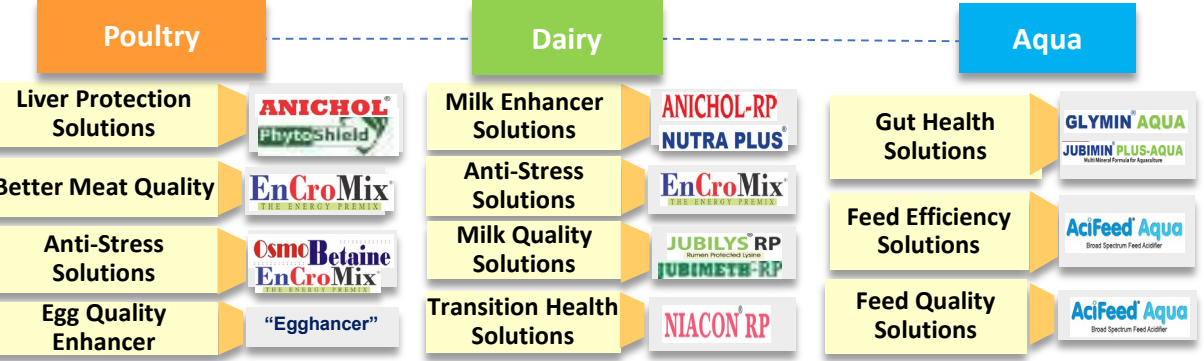 Poultry
Dairy
Aqua
Liver Protection
Solutions
ANICHOL®
PhytoShield
Better Meat Quality
EnCroMix®
THE ENERGY PREMIX
Anti-Stress
Solutions
OsmoBetaine
EnCroMix®
THE ENERGY PREMIX
Egg Quality
Enhancer
“Egghancer”
Milk Enhancer
Solutions
ANICHOL-RP
NUTRA PLUS®
Anti-Stress
Solutions
EnCroMix®
THE ENERGY PREMIX
Milk Quality
Solutions
JUBILYS® RP
Rumen Protected Lysine
JUBIMETH-RP
Transition Health
Solutions
NIACON® RP
Gut Health
Solutions
GLYMIN® AQUA
JUBIMIN® PLUS-AQUA
Multi Mineral Formula for Aquaculture
Feed Efficiency
Solutions
AciFeed® Aqua
Broad Spectrum Feed Acidifier
Feed Quality
Solutions
AciFeed® Aqua
Broad Spectrum Feed Acidifier